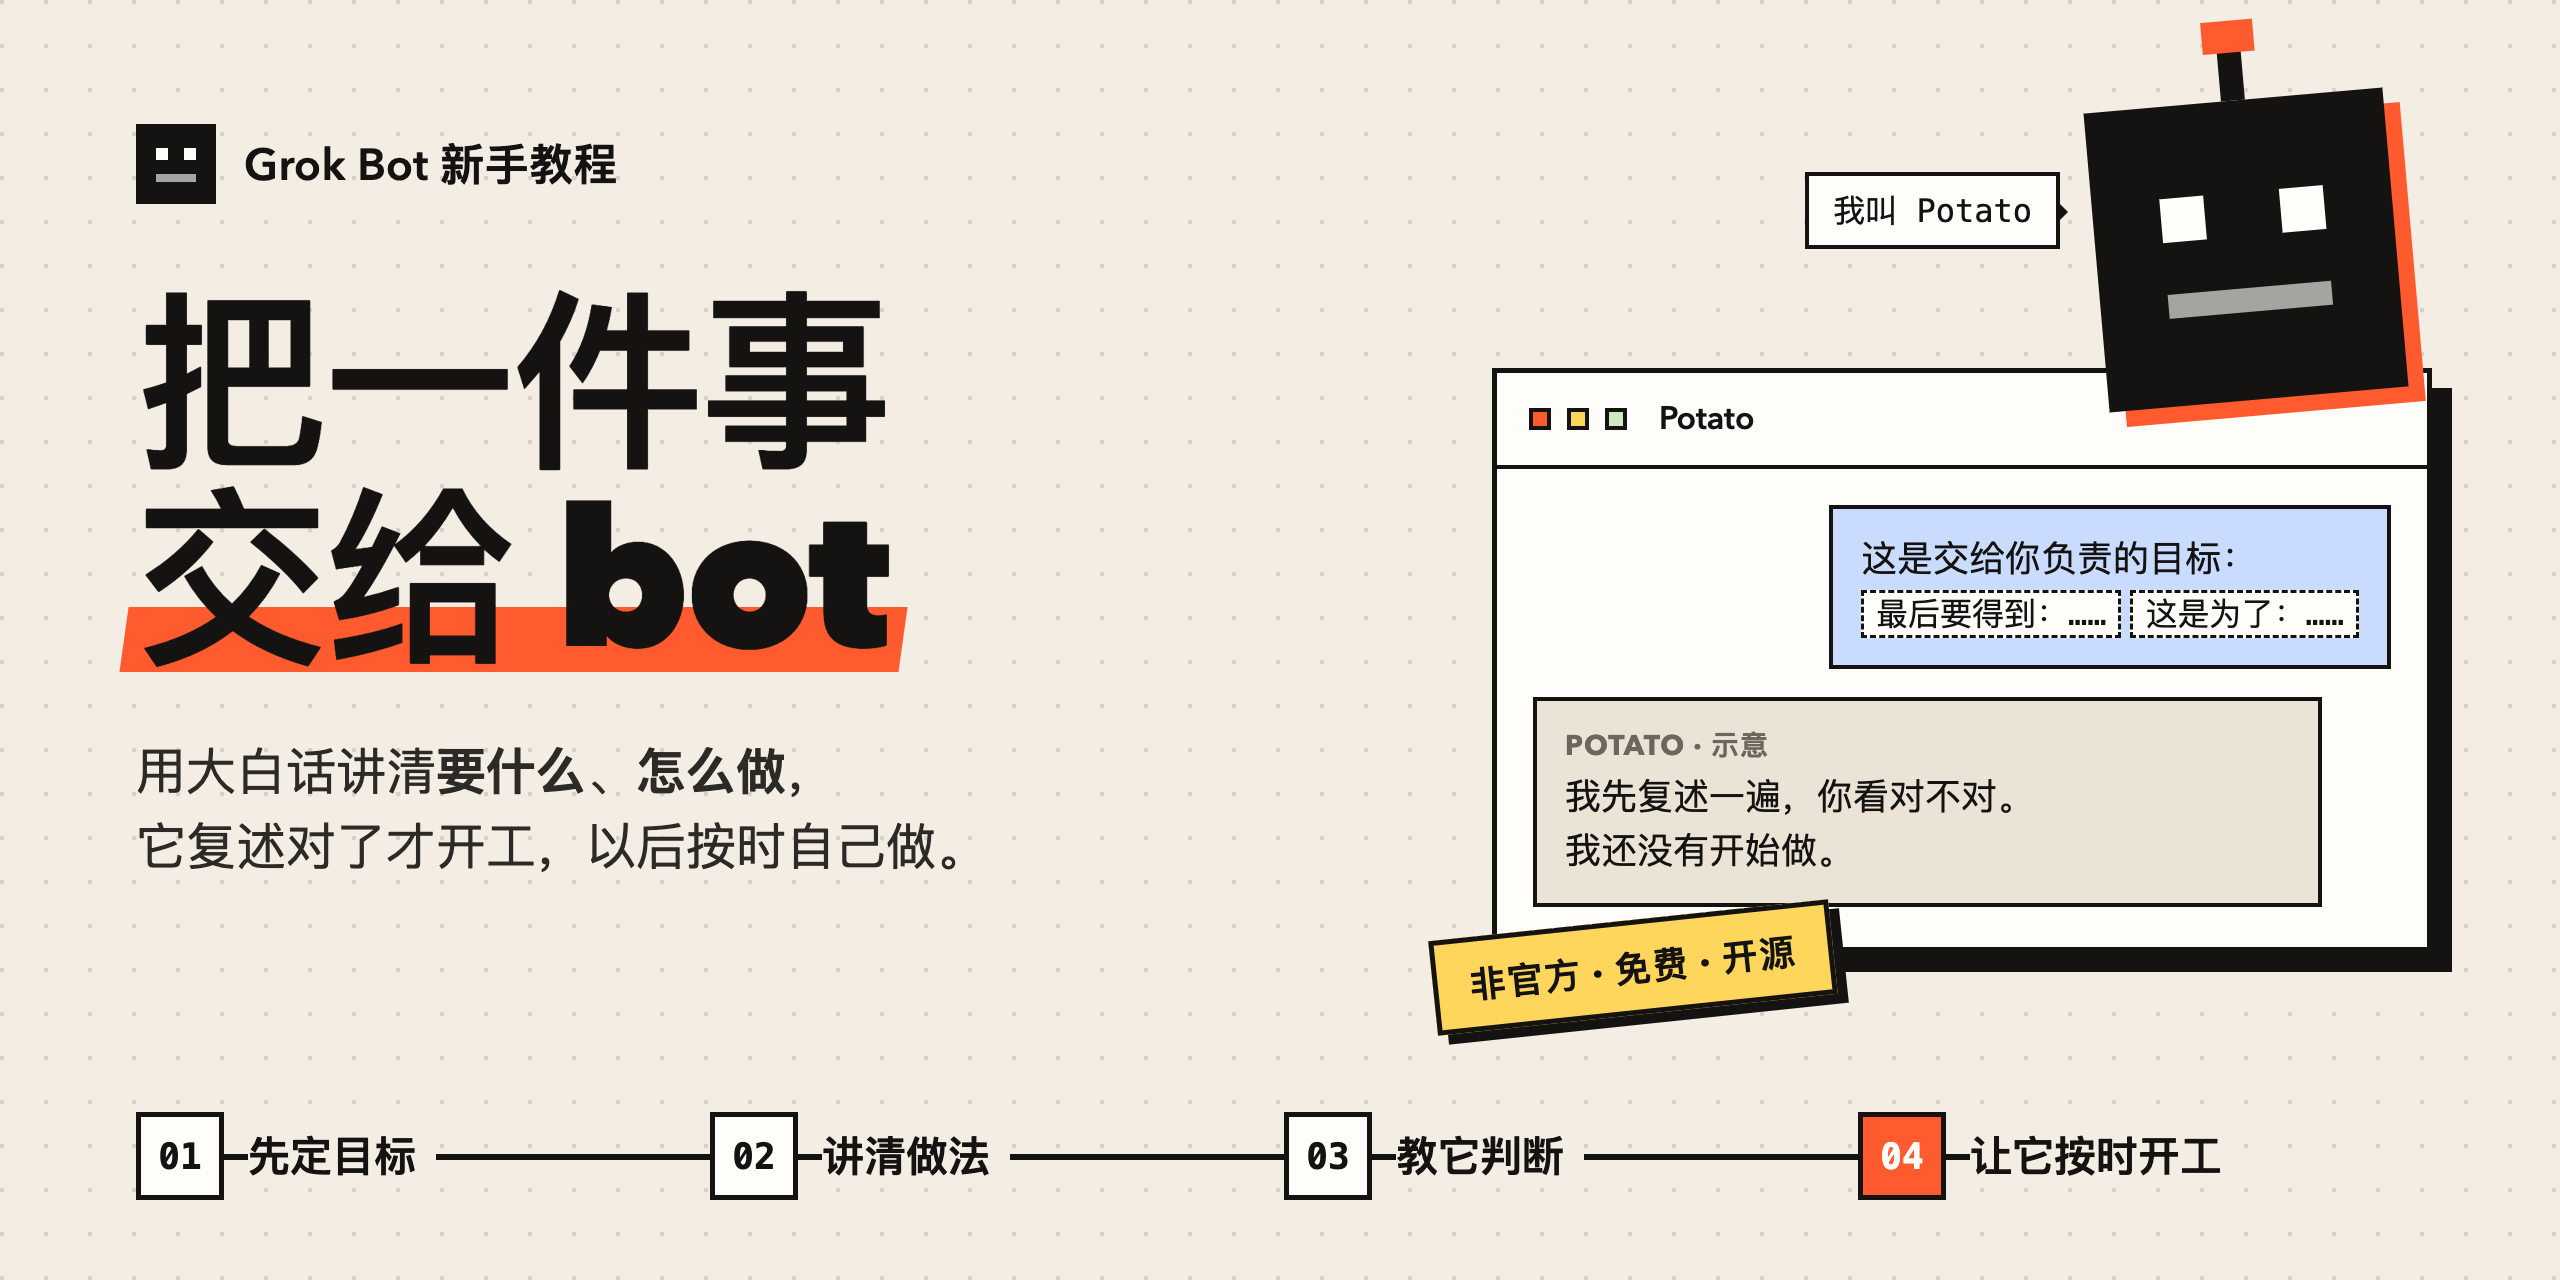 Grok Bot 新手教程
把一件事
交给 bot
用大白话讲清要什么、怎么做，
它复述对了才开工，以后按时自己做。
我叫 Potato
Potato
这是交给你负责的目标：
最后要得到：…… 这是为了：……
POTATO · 示意
我先复述一遍，你看对不对。
我还没有开始做。
非官方 · 免费 · 开源
01 先定目标
02 讲清做法
03 教它判断
04 让它按时开工